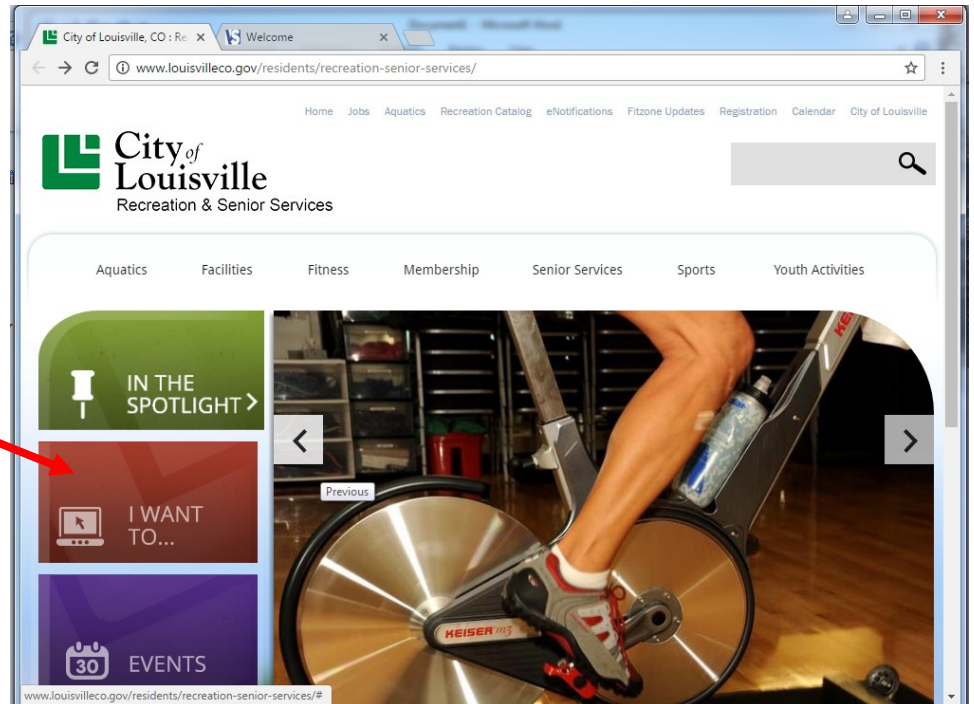 Document1 - Microsoft Word
City of Louisville, CO : Re
Welcome
www.louisvilleco.gov/residents/recreation-senior-services/
Home Jobs Aquatics Recreation Catalog eNotifications Fitzone Updates Registration Calendar City of Louisville
City of
Louisville
Recreation & Senior Services
Aquatics Facilities Fitness Membership Senior Services Sports Youth Activities
IN THE
SPOTLIGHT
Previous
I WANT
TO...
KEISER m3
30 EVENTS
www.louisvilleco.gov/residents/recreation-senior-services/#